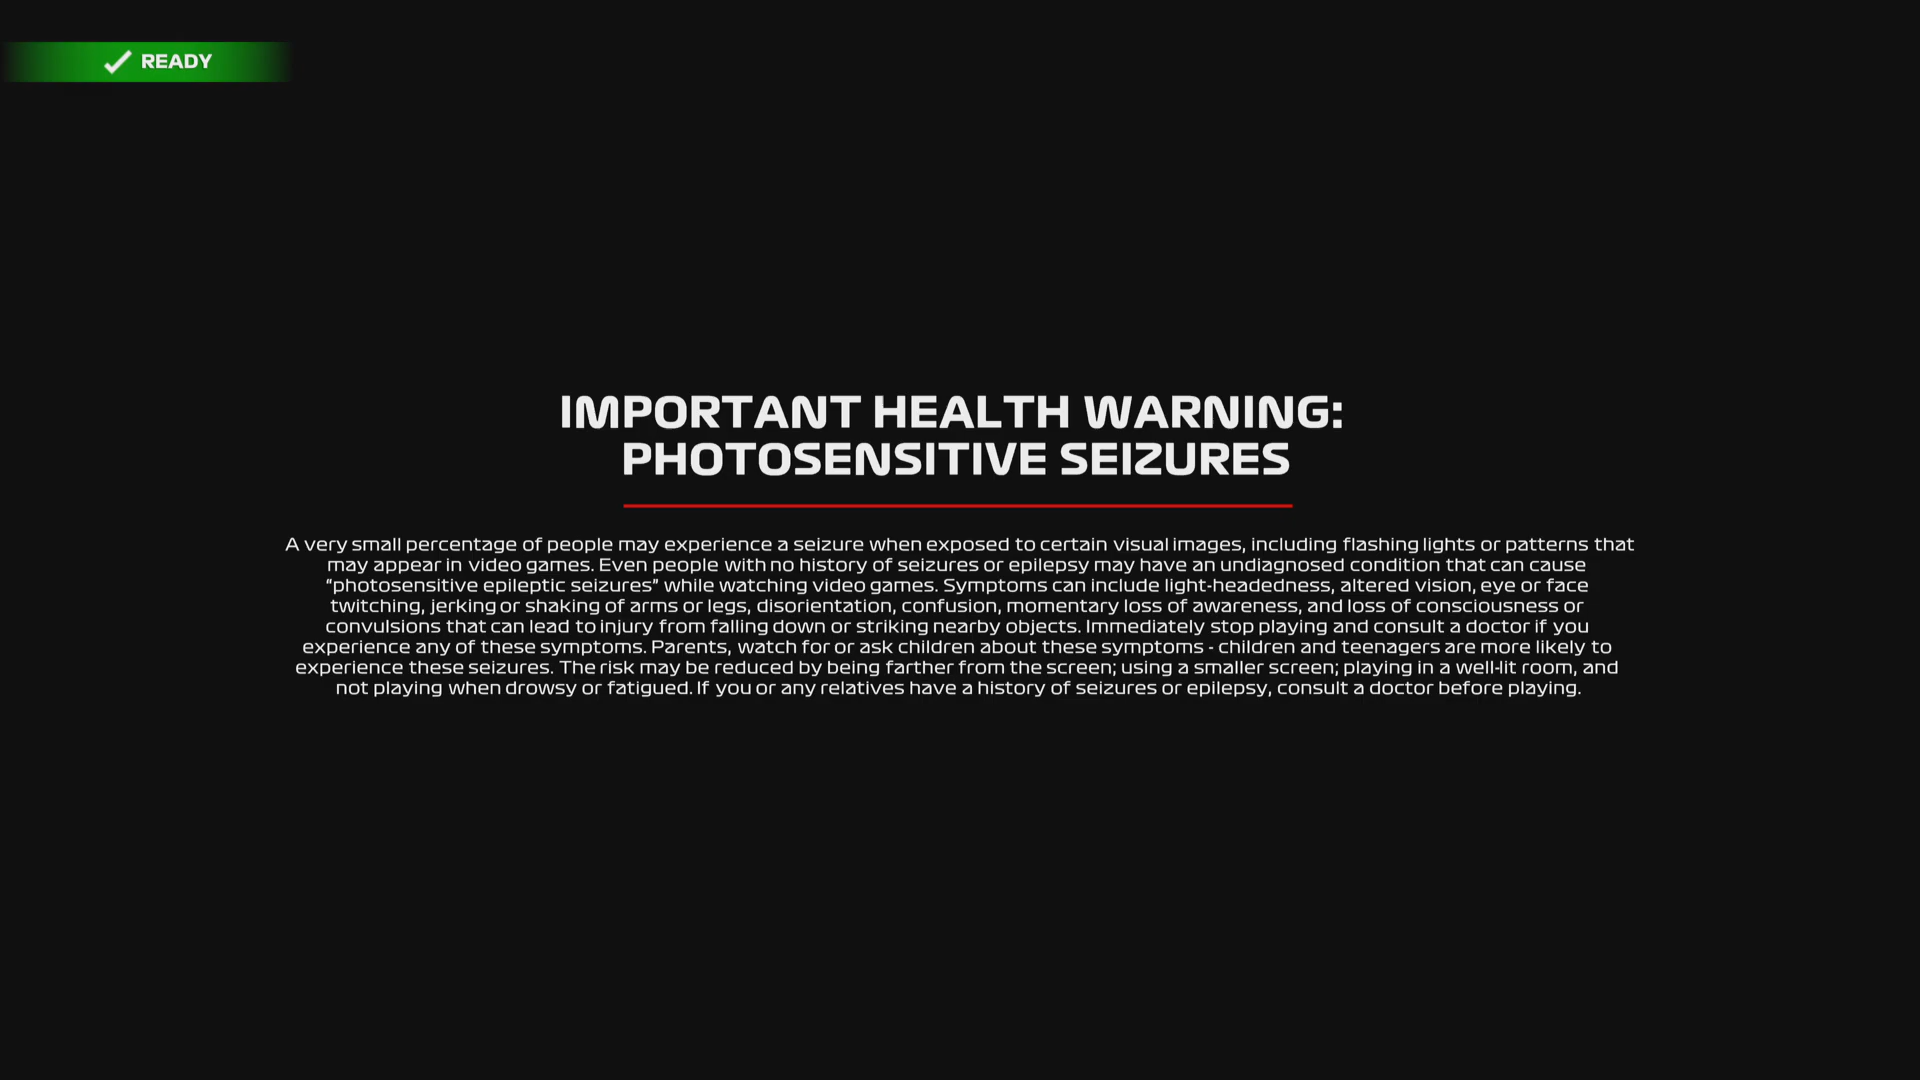 READY
IMPORTANT HEALTH WARNING:
PHOTOSENSITIVE SEIZURES
A very small percentage of people may experience a seizure when exposed to certain visual images, including flashing lights or patterns that
may appear in video games. Even people with no history of seizures or epilepsy may have an undiagnosed condition that can cause
“photosensitive epileptic seizures” while watching video games. Symptoms can include light-headedness, altered vision, eye or face
twitching, jerking or shaking of arms or legs, disorientation, confusion, momentary loss of awareness, and loss of consciousness or
convulsions that can lead to injury from falling down or striking nearby objects. Immediately stop playing and consult a doctor if you
experience any of these symptoms. Parents, watch for or ask children about these symptoms - children and teenagers are more likely to
experience these seizures. The risk may be reduced by being farther from the screen; using a smaller screen; playing in a well-lit room, and
not playing when drowsy or fatigued. If you or any relatives have a history of seizures or epilepsy, consult a doctor before playing.